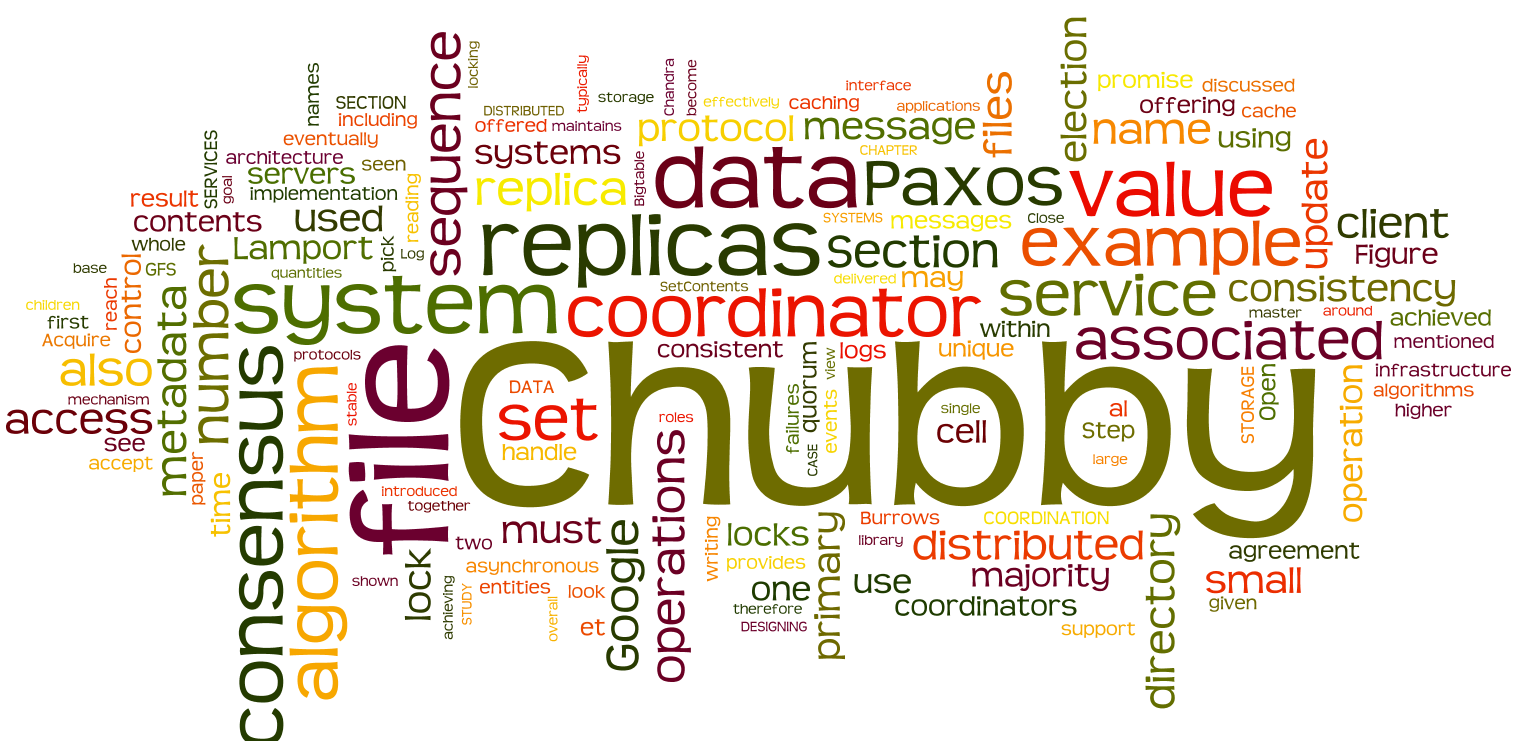 sequence
locking
election
names
typically
Chandra
become
files
interface
promise
discussed
SECTION
DISTRIBUTED
storage
effectively
caching
applications
offering
cache
including
offered
maintains
protocol
message
name
using
eventually
SERVICES
architecture
seen
systems
Bigtable
data
CHAPTER
Paxos
value
update
goal
servers
implementation
reading
replica
result
contents
used
SYSTEMS
messages
Close
client
whole
Lamport
pick
Log
replicas
Section
example
Figure
base
GFS
control
number
quantities
delivered
may
children
reach
metadata
system
SetContents
coordinator
service
consistency
first
Acquire
within
master
around
achieved
also
consensus
protocols
file
consistent
quorum
view
logs
unique
associated
mentioned
mechanism
algorithm
stable
Chubby
DATA
infrastructure
access
set
failures
events
single
al
STORAGE
Open
operation
algorithms
higher
see
roles
cell
Step
accept
paper
time
handle
operations
CASE
large
introduced
together
two
must
Google
writing
locks
primary
Burrows
COORDINATION
directory
library
distributed
agreement
shown
lock
achieving
STUDY
asynchronous
provides
majority
small
entities
look
one
use
overall
therefore
coordinators
given
et
DESIGNING
support